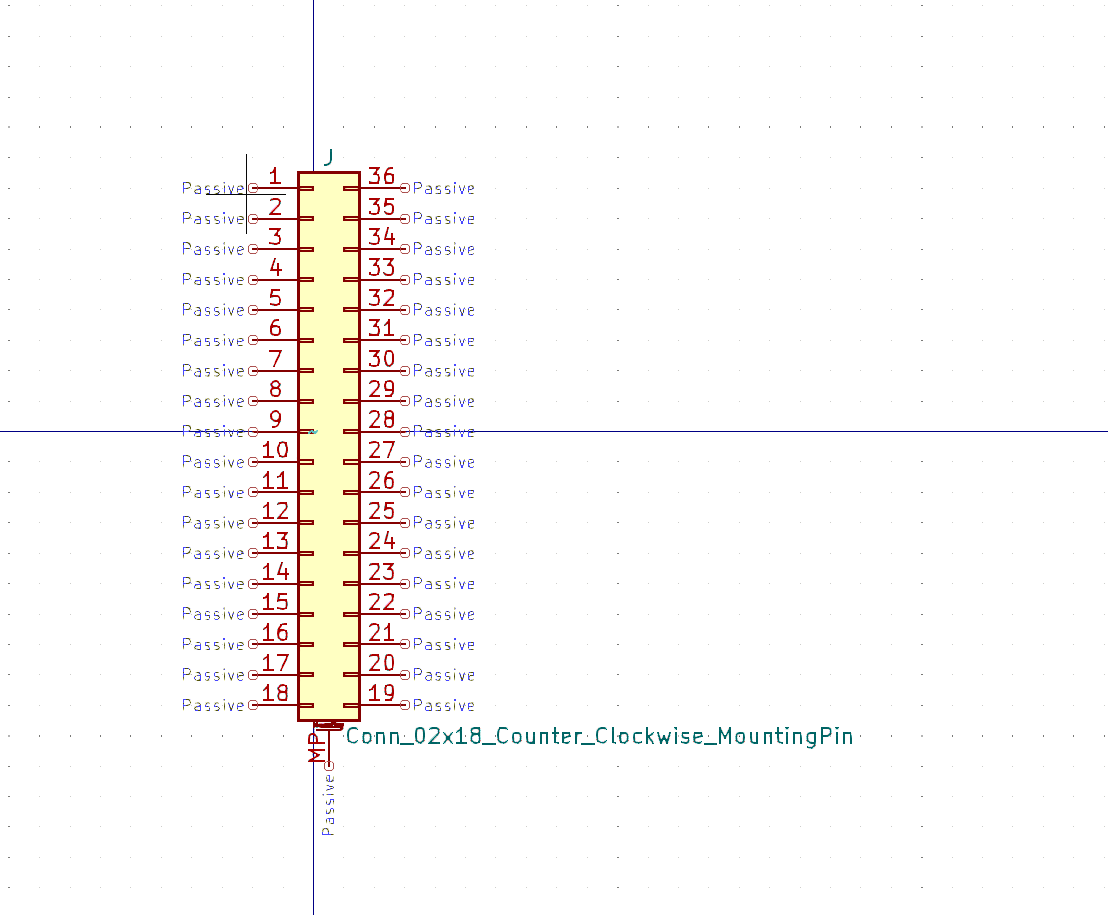 J
Passive 1 36 Passive
Passive 2 35 Passive
Passive 3 34 Passive
Passive 4 33 Passive
Passive 5 32 Passive
Passive 6 31 Passive
Passive 7 30 Passive
Passive 8 29 Passive
Passive 9 28 Passive
Passive 10 27 Passive
Passive 11 26 Passive
Passive 12 25 Passive
Passive 13 24 Passive
Passive 14 23 Passive
Passive 15 22 Passive
Passive 16 21 Passive
Passive 17 20 Passive
Passive 18 19 Passive
Conn_02x18_Counter_Clockwise_MountingPin
MP
Passive